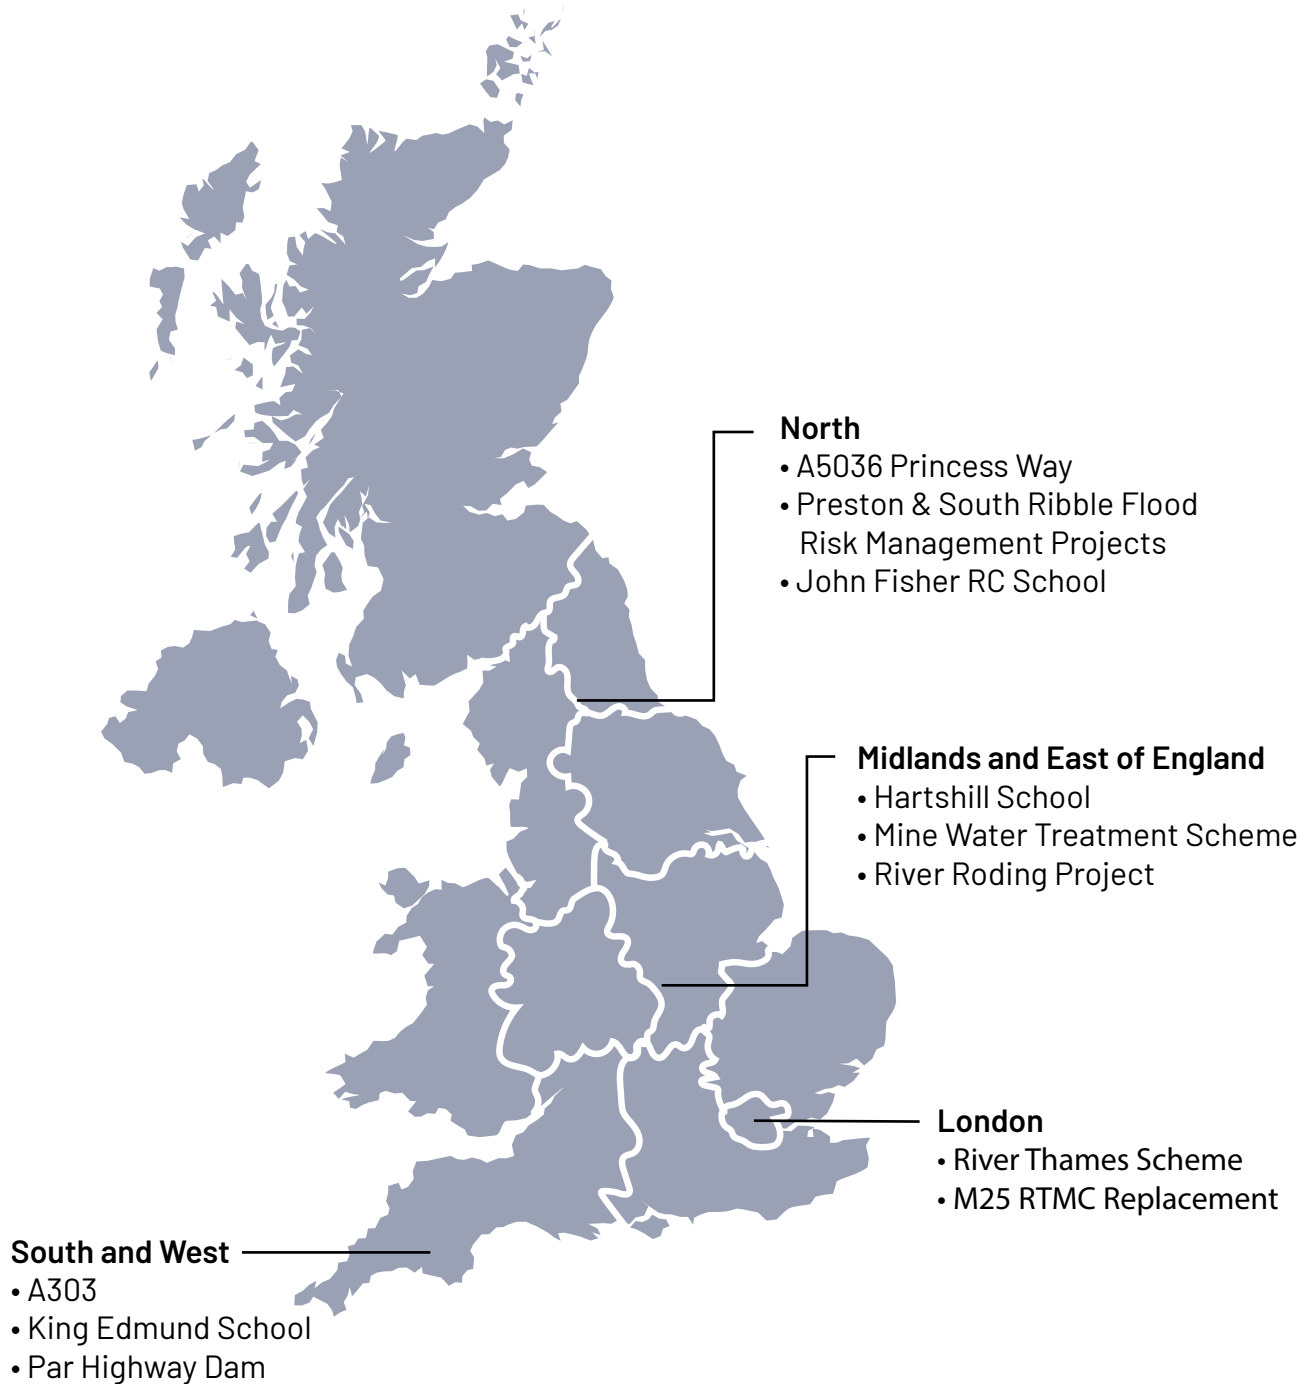 North
• A5036 Princess Way
• Preston & South Ribble Flood
Risk Management Projects
• John Fisher RC School
Midlands and East of England
• Hartshill School
• Mine Water Treatment Scheme
• River Roding Project
London
• River Thames Scheme
• M25 RTMC Replacement
South and West
• A303
• King Edmund School
• Par Highway Dam